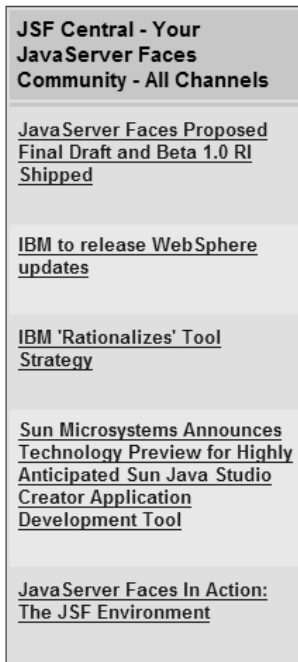 JSF Central - Your
JavaServer Faces
Community - All Channels
JavaServer Faces Proposed
Final Draft and Beta 1.0 RI
Shipped
IBM to release WebSphere
updates
IBM 'Rationalizes' Tool
Strategy
Sun Microsystems Announces
Technology Preview for Highly
Anticipated Sun Java Studio
Creator Application
Development Tool
JavaServer Faces In Action:
The JSF Environment